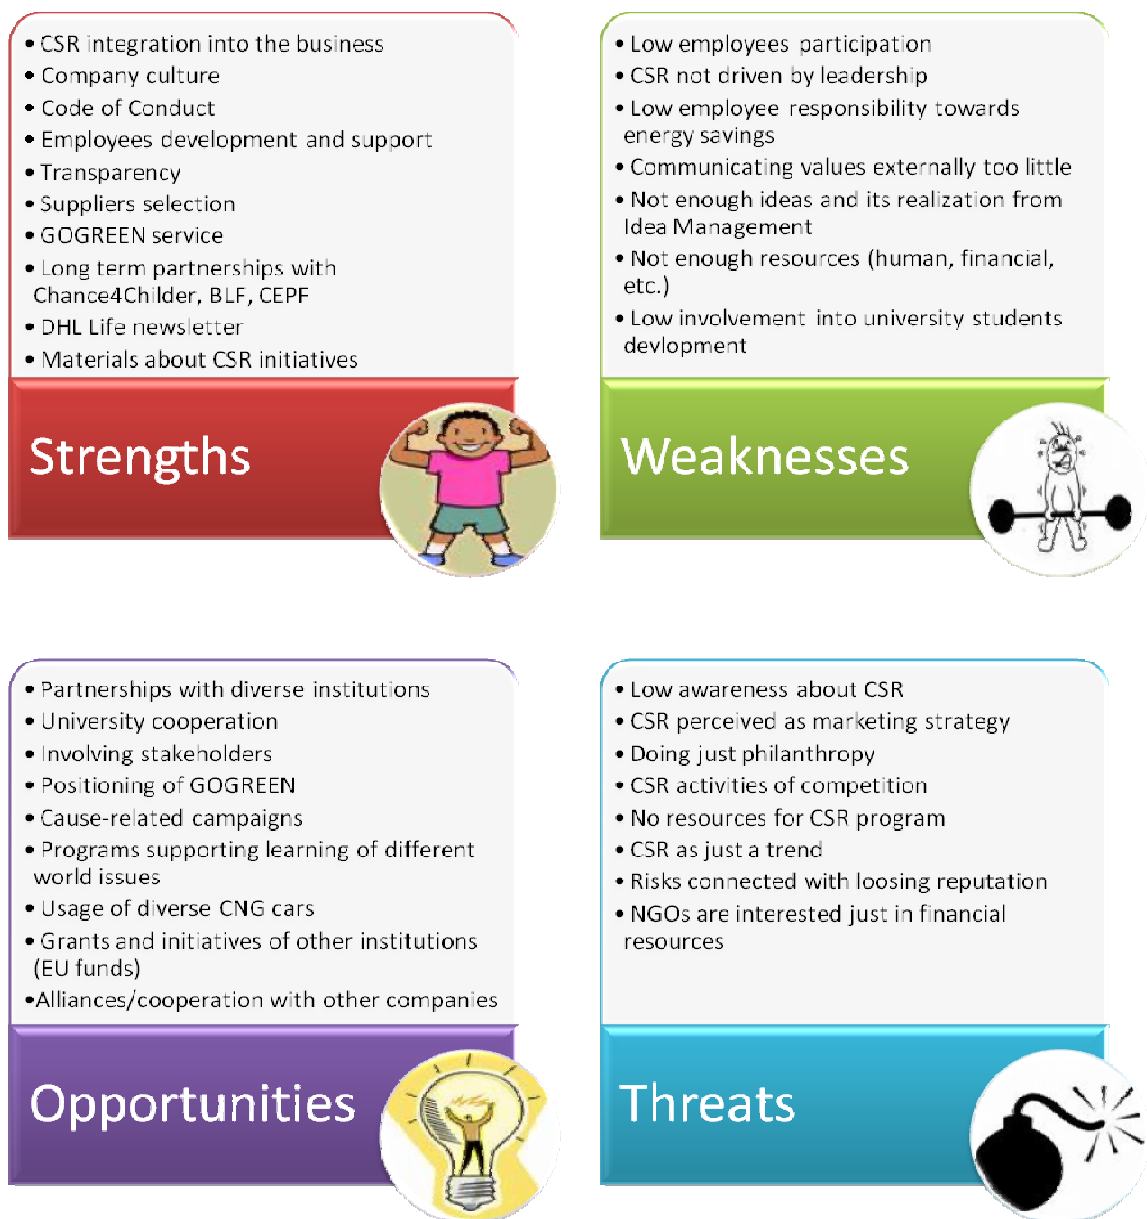 • CSR integration into the business
• Company culture
• Code of Conduct
• Employees development and support
• Transparency
• Suppliers selection
• GOGREEN service
• Long term partnerships with
Chance4Childer, BLF, CEPF
• DHL Life newsletter
• Materials about CSR initiatives
Strengths
• Low employees participation
• CSR not driven by leadership
• Low employee responsibility towards
energy savings
• Communicating values externally too little
• Not enough ideas and its realization from
Idea Management
• Not enough resources (human, financial,
etc.)
• Low involvement into university students
devlopment
Weaknesses
• Partnerships with diverse institutions
• University cooperation
• Involving stakeholders
• Positioning of GOGREEN
• Cause-related campaigns
• Programs supporting learning of different
world issues
• Usage of diverse CNG cars
• Grants and initiatives of other institutions
(EU funds)
•Alliances/cooperation with other companies
Opportunities
• Low awareness about CSR
• CSR perceived as marketing strategy
• Doing just philanthropy
• CSR activities of competition
• No resources for CSR program
• CSR as just a trend
• Risks connected with loosing reputation
• NGOs are interested just in financial
resources
Threats